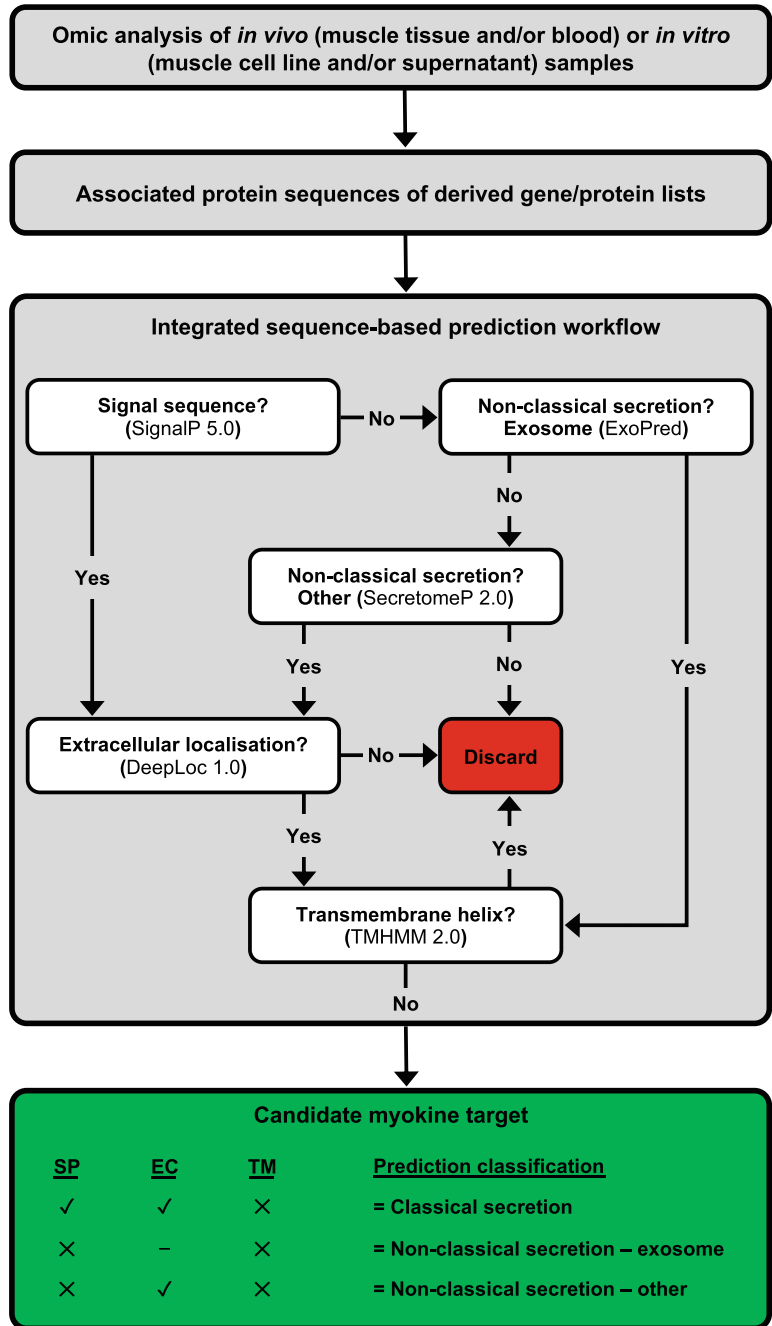 Omic analysis of in vivo (muscle tissue and/or blood) or in vitro
(muscle cell line and/or supernatant) samples
Associated protein sequences of derived gene/protein lists
Integrated sequence-based prediction workflow
Signal sequence?
(SignalP 5.0)
No
Non-classical secretion?
Exosome (ExoPred)
No
Yes
Non-classical secretion?
Other (SecretomeP 2.0)
Yes
No
Yes
Extracellular localisation?
(DeepLoc 1.0)
No
Discard
Yes
Yes
Transmembrane helix?
(TMHMM 2.0)
No
Candidate myokine target
SP EC TM Prediction classification
✓ ✓ ✕ = Classical secretion
✕ – ✕ = Non-classical secretion – exosome
✕ ✓ ✕ = Non-classical secretion – other